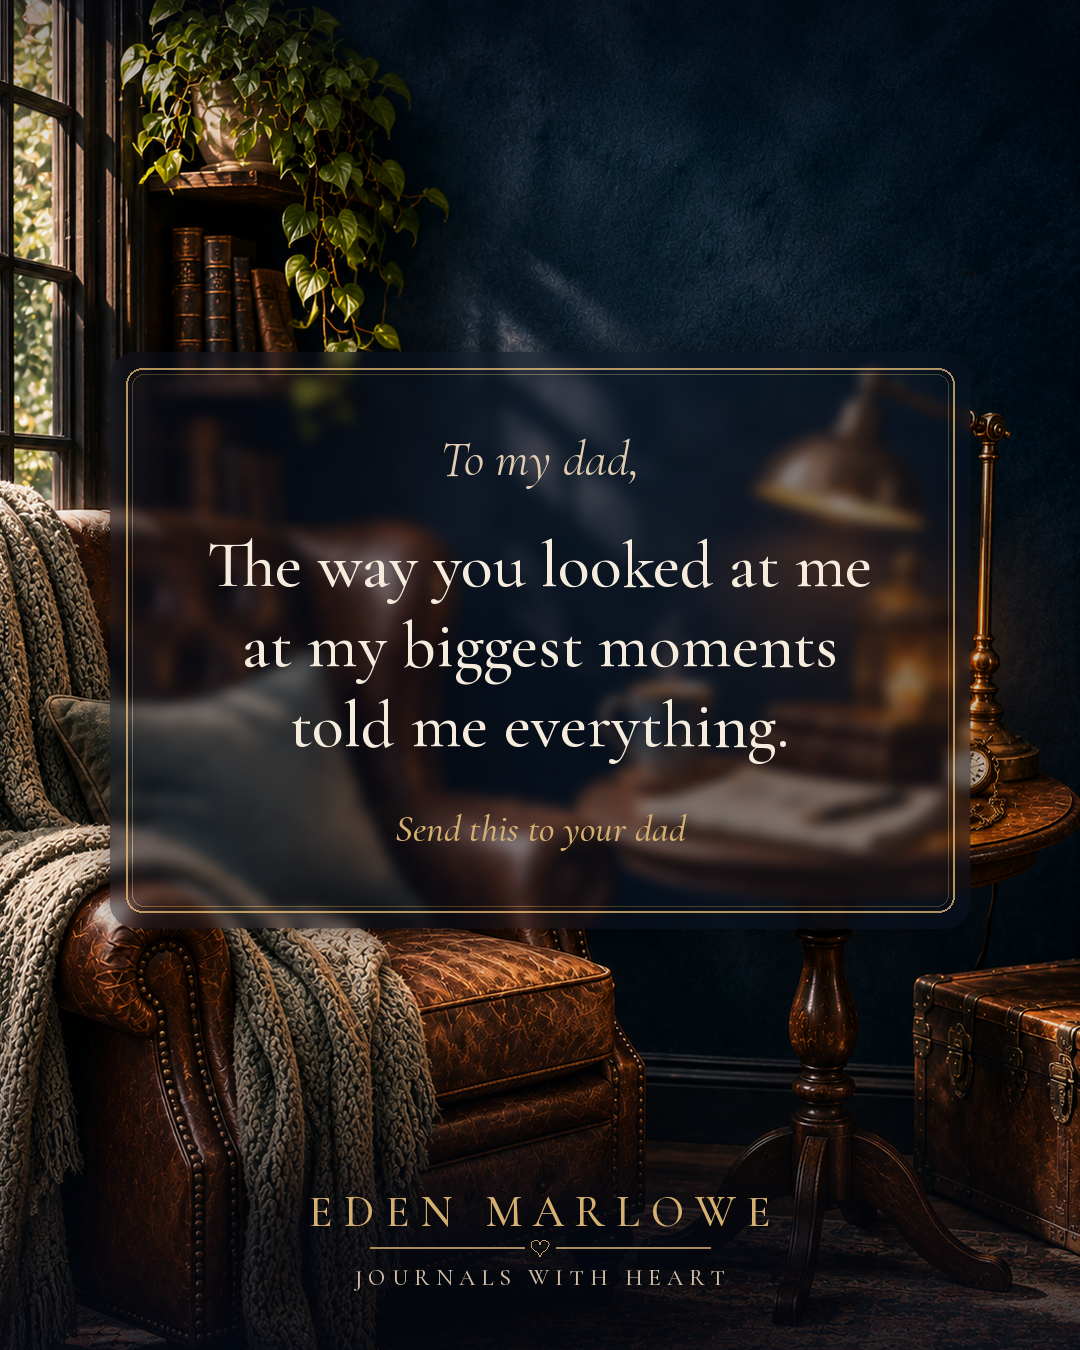 To my dad,
The way you looked at me
at my biggest moments
told me everything.
Send this to your dad
EDEN MARLOWE
JOURNALS WITH HEART